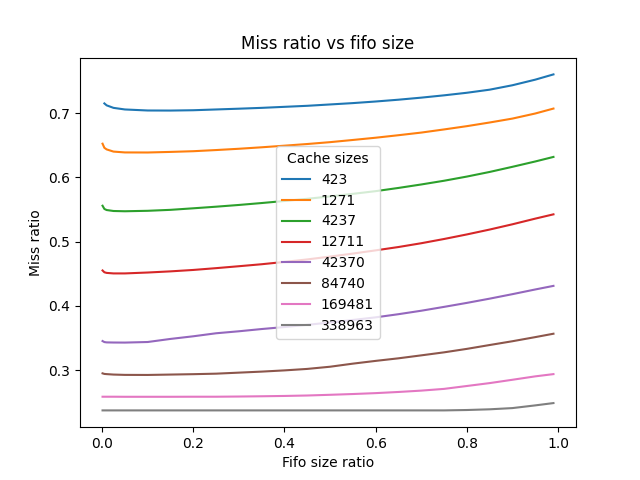 Miss ratio vs fifo size
Miss ratio
0.7
0.6
0.5
0.4
0.3
Cache sizes
423
1271
4237
12711
42370
84740
169481
338963
0.0 0.2 0.4 0.6 0.8 1.0
Fifo size ratio